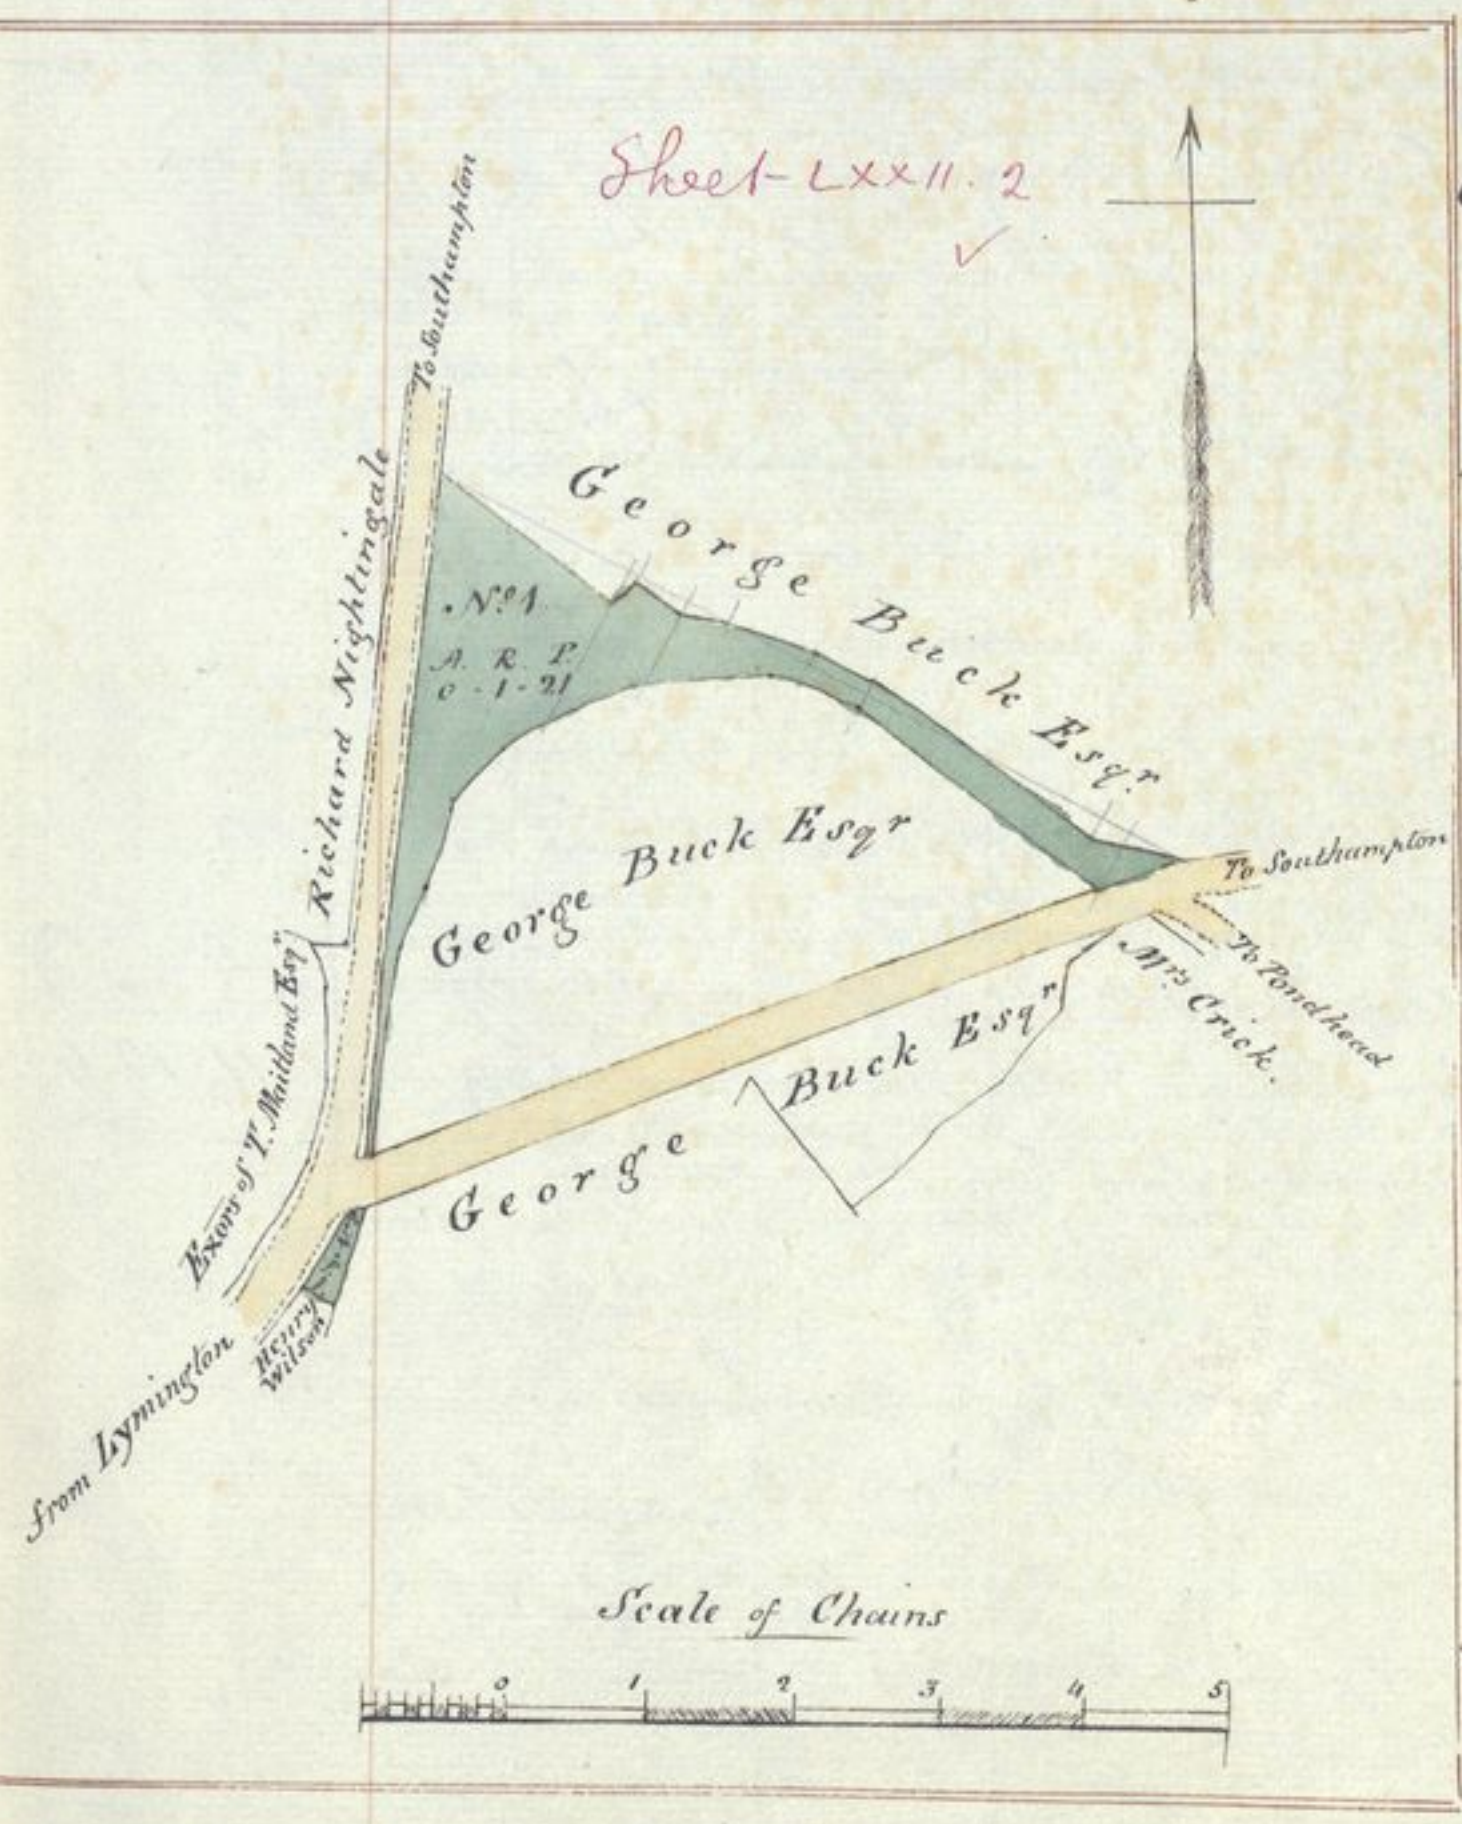 Sheet LXXII. 2
To Southampton
Richard Nightingale
George Buck Esqr.
No. 1.
A. R. P.
0 - 1 - 21
George Buck Esqr
To Southampton
To Pondhead
Mrs Crick.
George Buck Esqr
Exors of T. Maitland Esqr
Henry
Wilson
from Lymington
Scale of Chains
0 1 2 3 4 5